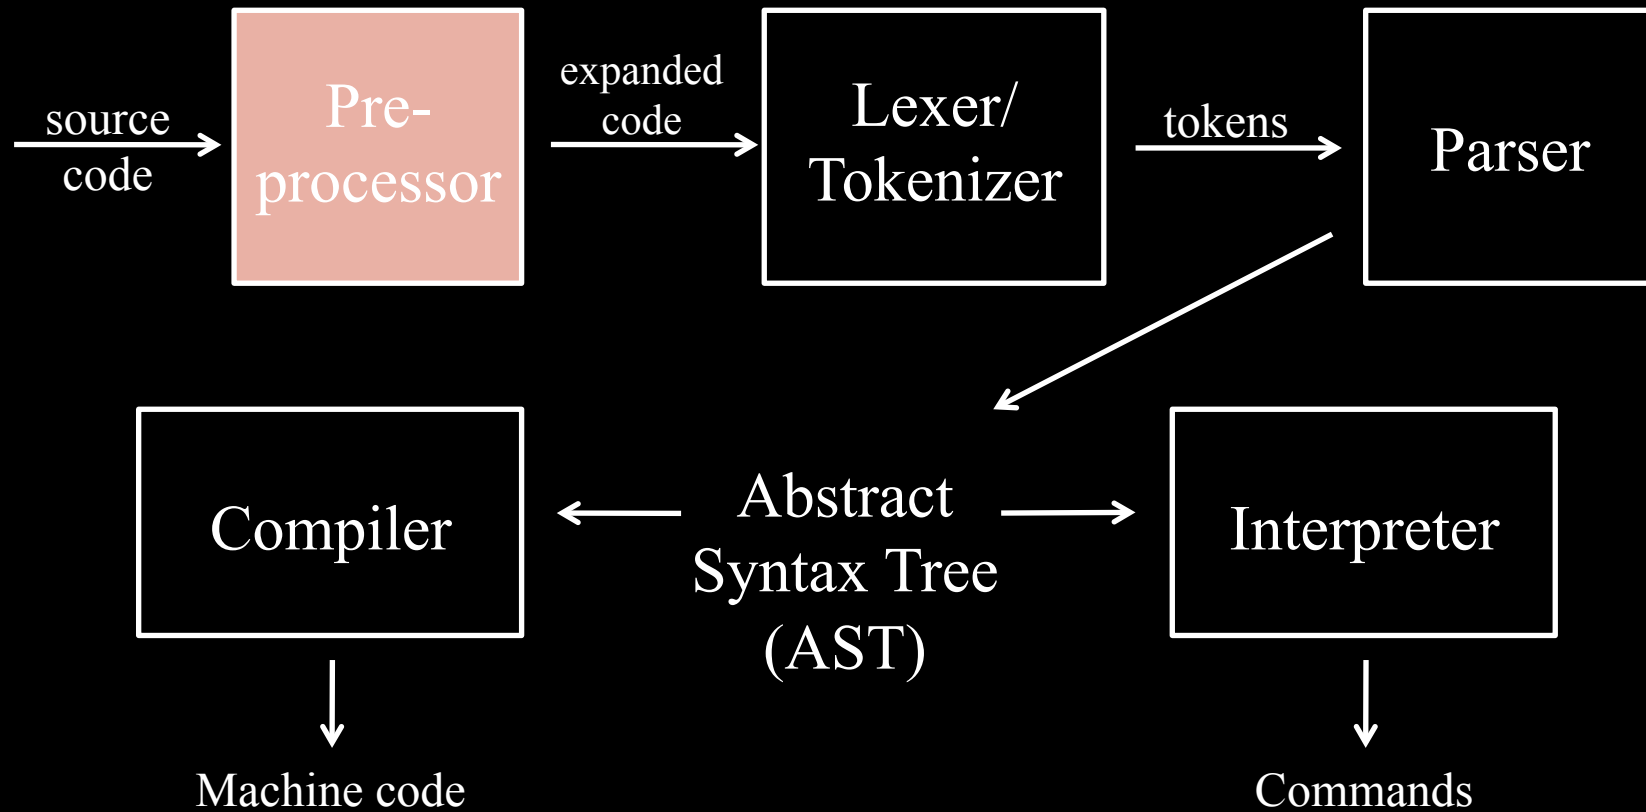 source
code
Pre-
processor
expanded
code
Lexer/
Tokenizer
tokens
Parser
Compiler
Abstract
Syntax Tree
(AST)
Interpreter
Machine code
Commands